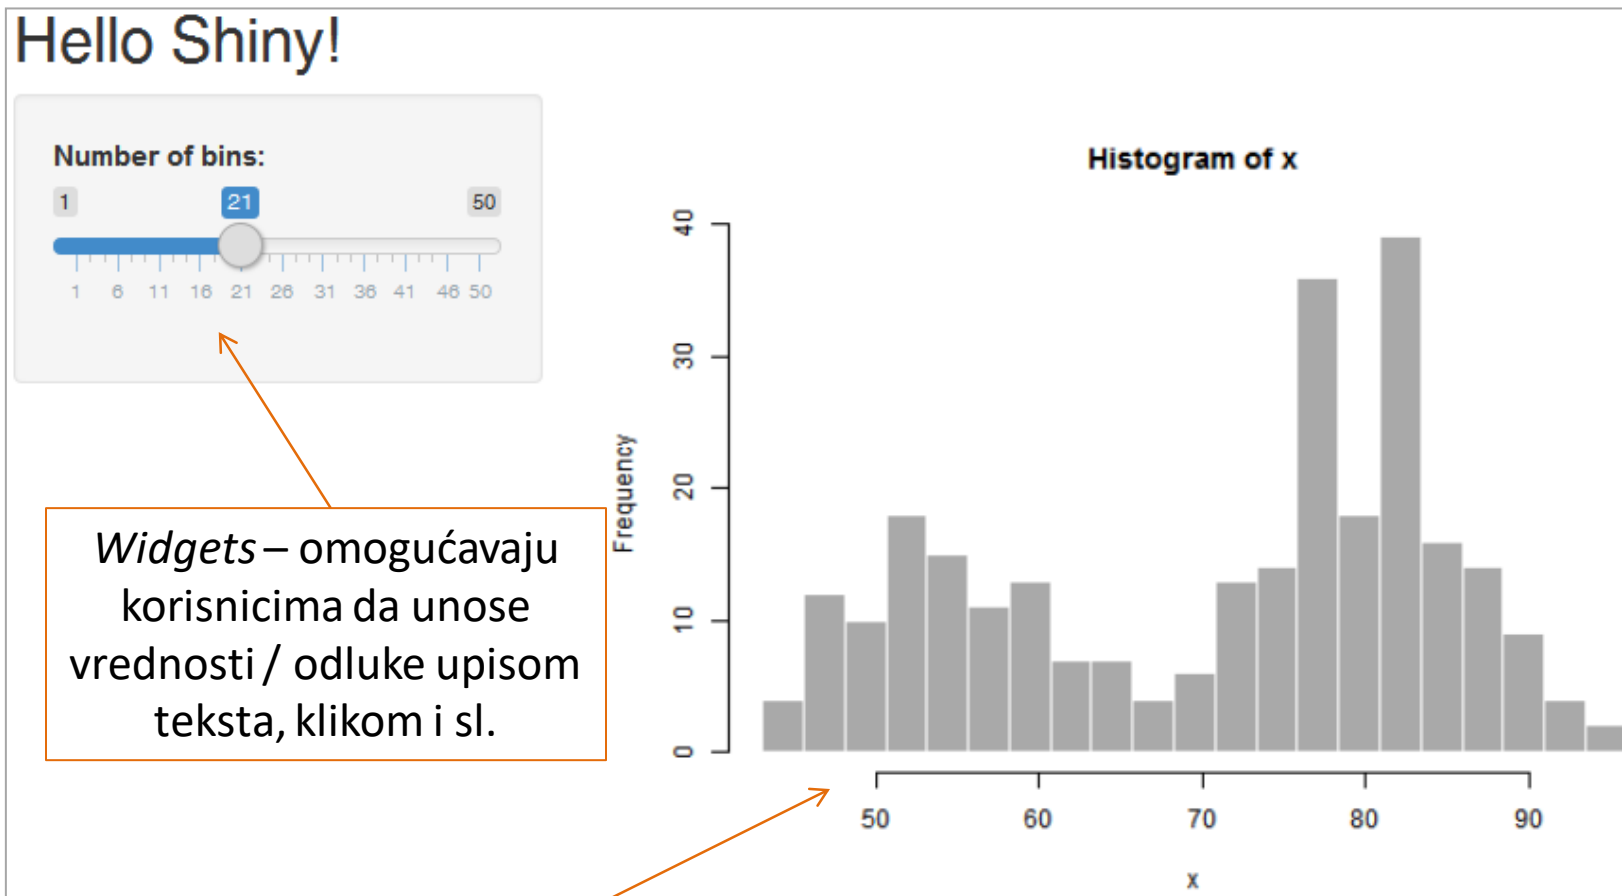 Hello Shiny!
Number of bins:
1 21 50
1 6 11 16 21 26 31 36 41 46 50
Widgets – omogućavaju
korisnicima da unose
vrednosti / odluke upisom
teksta, klikom i sl.
Histogram of x
Frequency
40
30
20
10
0
50 60 70 80 90
x